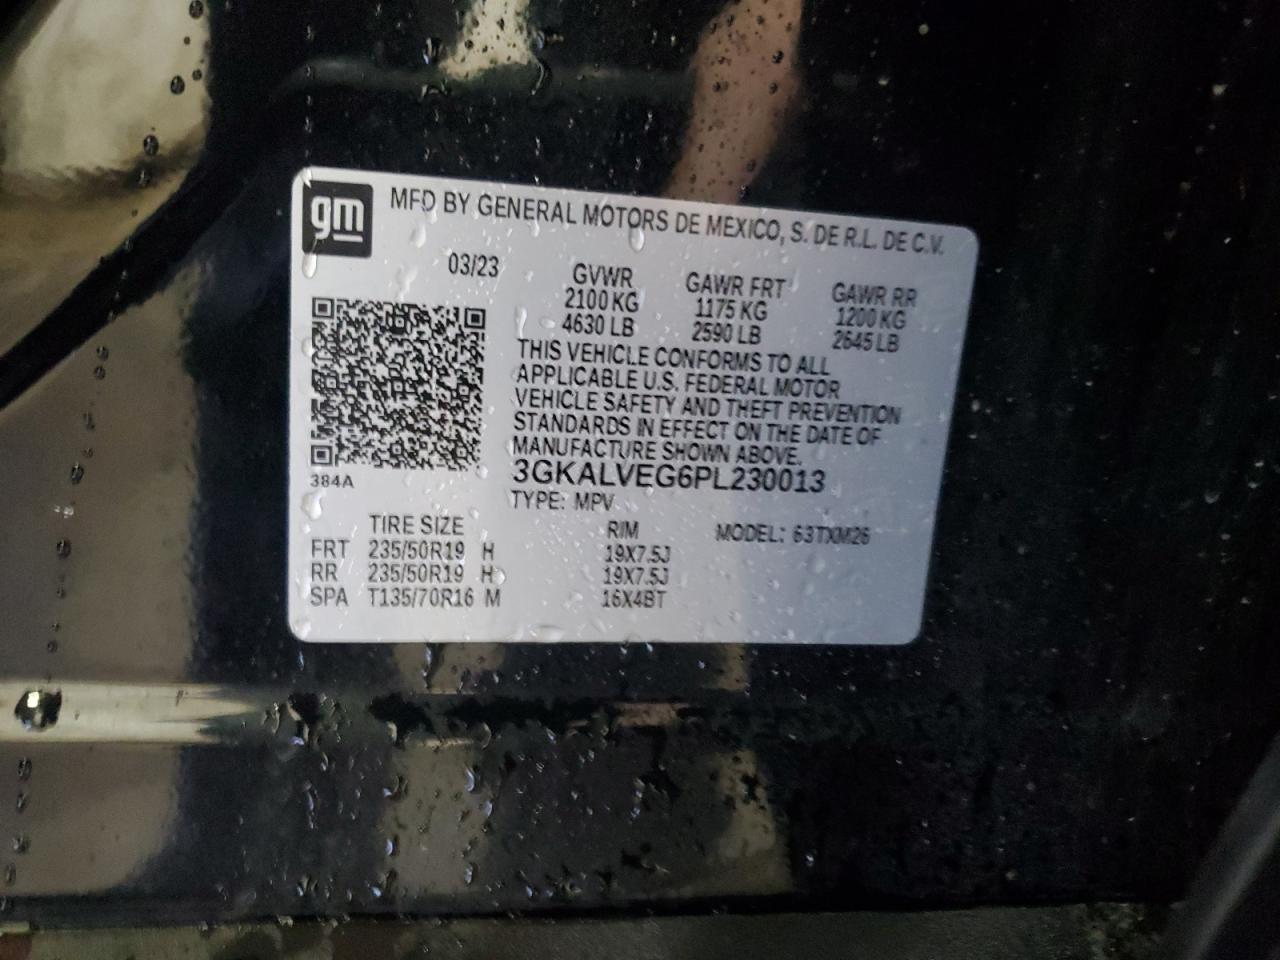 gm
MFD BY GENERAL MOTORS DE MEXICO, S. DE R.L. DE C.V.
03/23
GVWR GAWR FRT GAWR RR
2100 KG 1175 KG 1200 KG
4630 LB 2590 LB 2645 LB
THIS VEHICLE CONFORMS TO ALL
APPLICABLE U.S. FEDERAL MOTOR
VEHICLE SAFETY AND THEFT PREVENTION
STANDARDS IN EFFECT ON THE DATE OF
MANUFACTURE SHOWN ABOVE.
384A
3GKALVEG6PL230013
TYPE: MPV
TIRE SIZE RIM MODEL: 63TXM26
FRT 235/50R19 H 19X7.5J
RR 235/50R19 H 19X7.5J
SPA T135/70R16 M 16X4BT